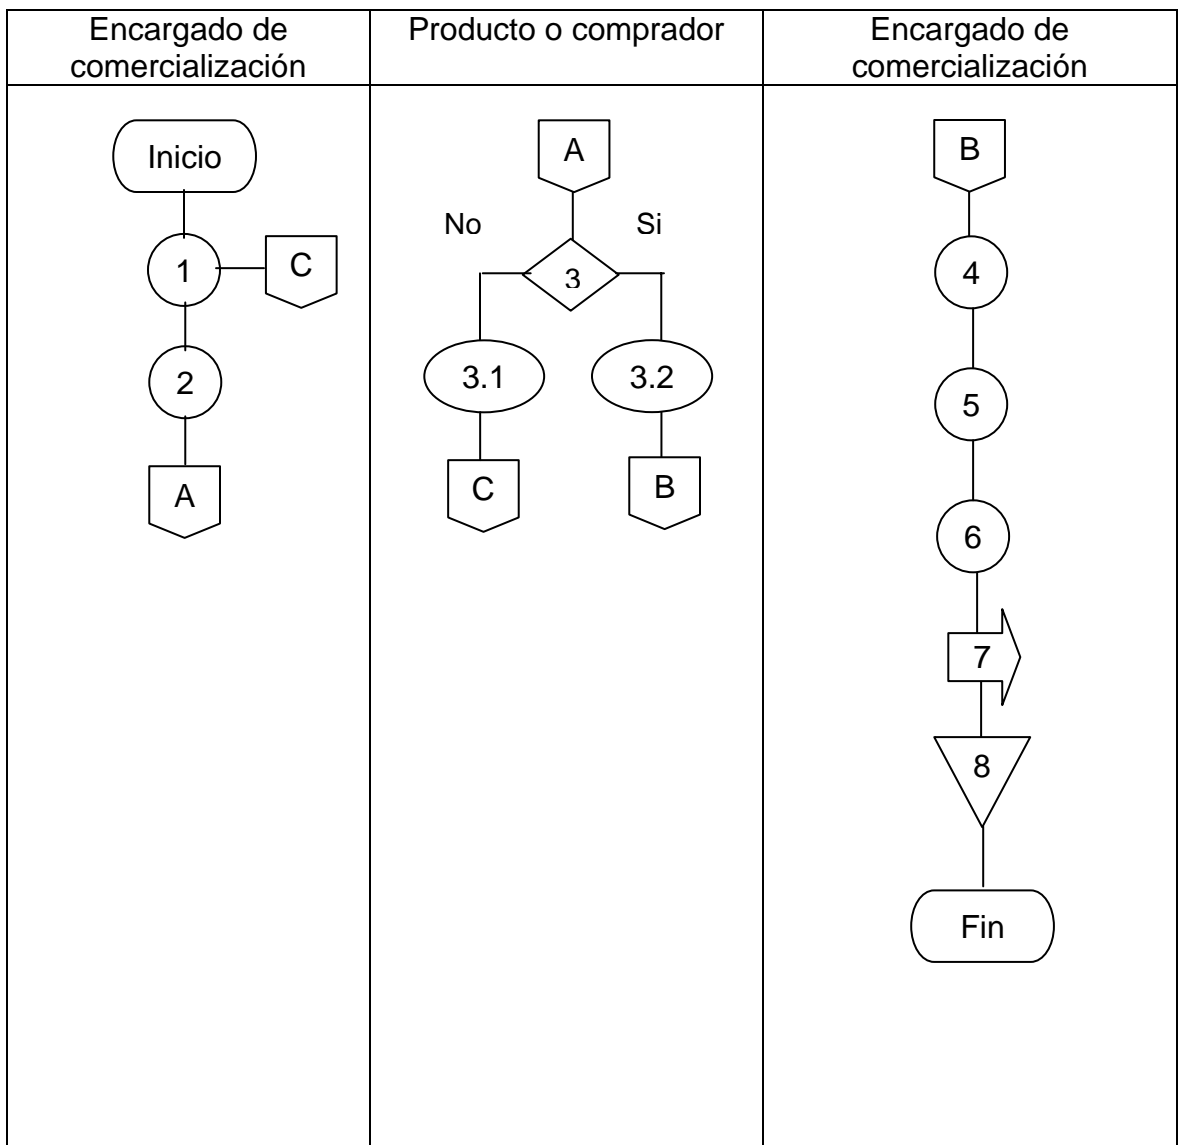 Encargado de
comercialización
Producto o comprador
Encargado de
comercialización
Inicio
1
C
2
A
A
No
Si
3
3.1
3.2
C
B
B
4
5
6
7
8
Fin